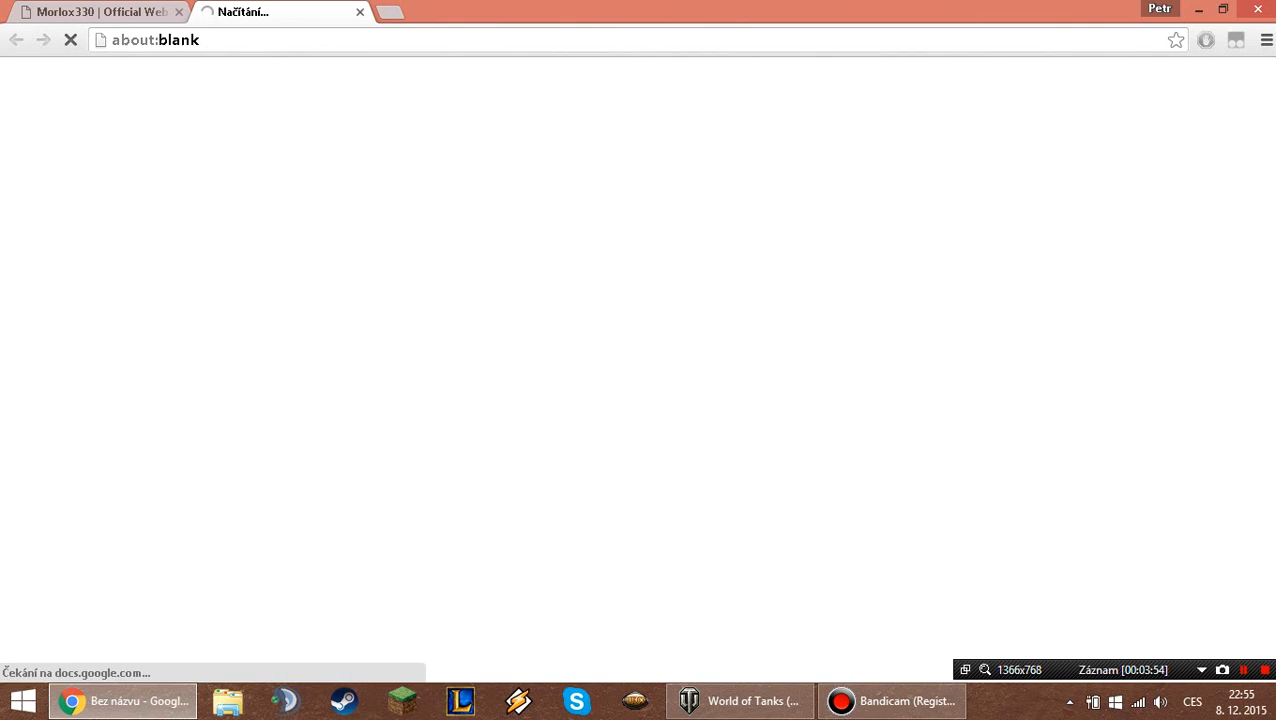 Morlox330 | Official Web
Načítání...
Petr
about:blank
Čekání na docs.google.com...
1366x768
Záznam [00:03:54]
Bez názvu - Googl...
World of Tanks (...
Bandicam (Regist...
CES
22:55
8. 12. 2015